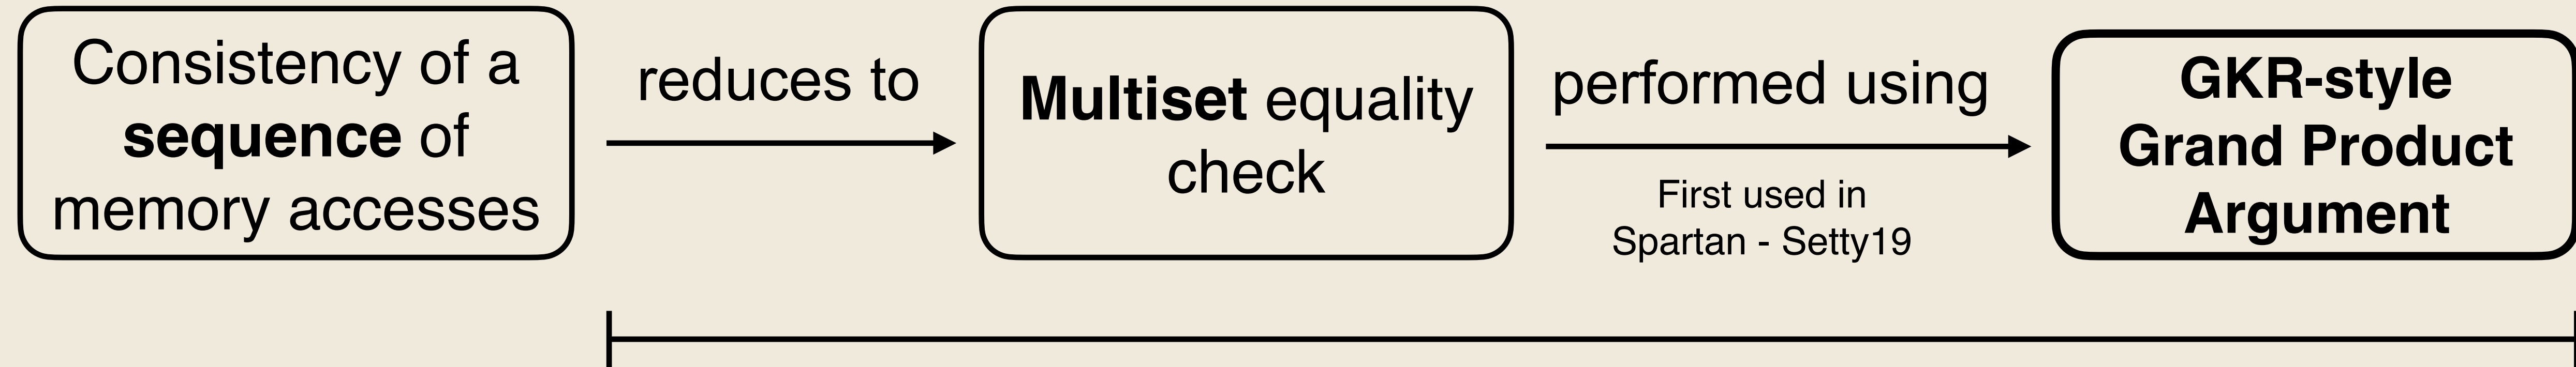 Consistency of a
sequence of
memory accesses
reduces to
Multiset equality
check
performed using
First used in
Spartan - Setty19
GKR-style
Grand Product
Argument